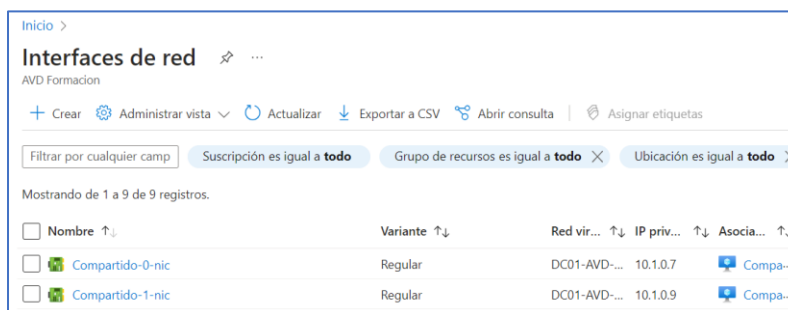 Inicio >
Interfaces de red ...
AVD Formacion
+ Crear Administrar vista Actualizar Exportar a CSV Abrir consulta Asignar etiquetas
Filtrar por cualquier camp Suscripción es igual a todo Grupo de recursos es igual a todo Ubicación es igual a todo
Mostrando de 1 a 9 de 9 registros.
Nombre ↑↓ Variante ↑↓ Red vir... ↑↓ IP priv... ↑↓ Asocia... ↑
Compartido-0-nic Regular DC01-AVD-... 10.1.0.7 Compa...
Compartido-1-nic Regular DC01-AVD-... 10.1.0.9 Compa...